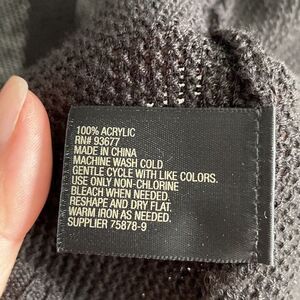 100% ACRYLIC
RN# 93677
MADE IN CHINA
MACHINE WASH COLD
GENTLE CYCLE WITH LIKE COLORS.
USE ONLY NON-CHLORINE
BLEACH WHEN NEEDED.
RESHAPE AND DRY FLAT.
WARM IRON AS NEEDED.
SUPPLIER 75878-9